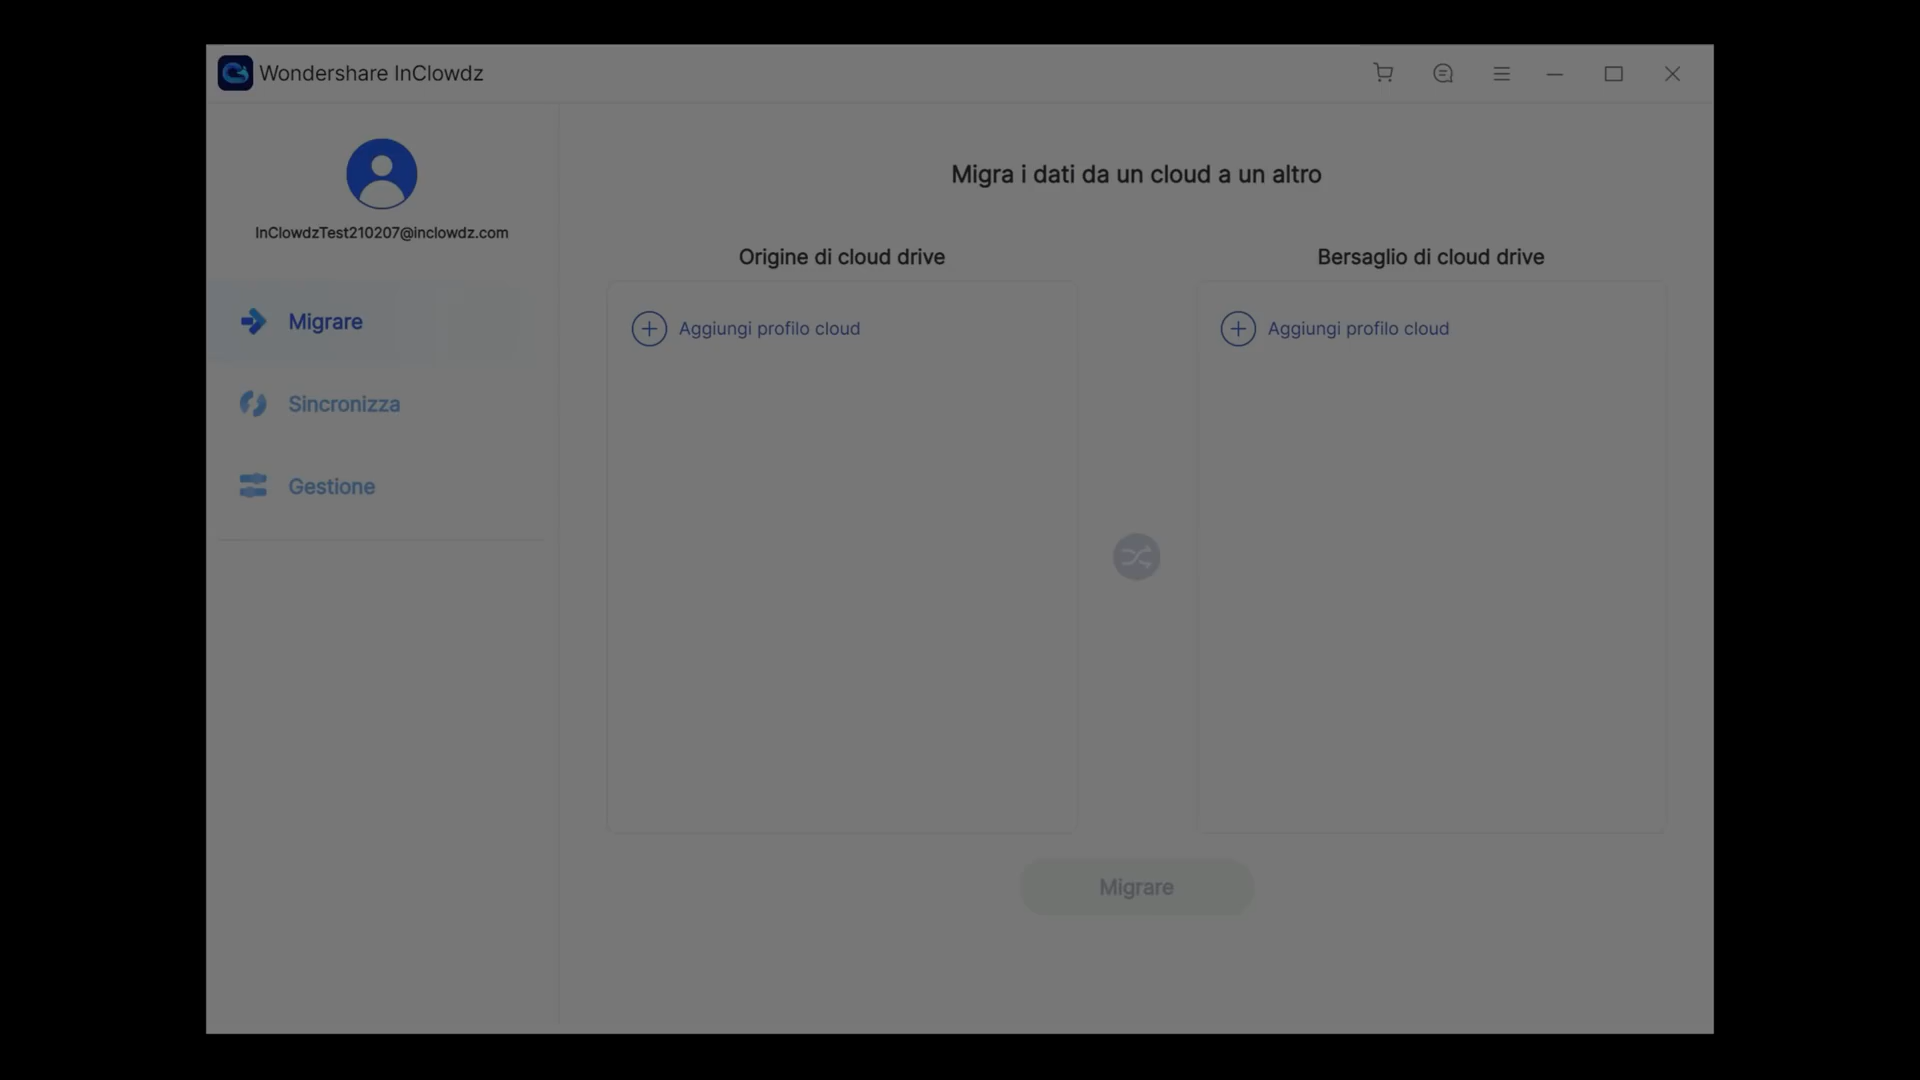 Wondershare InClowdz
InClowdzTest210207@inclowdz.com
Migrare
Sincronizza
Gestione
Migra i dati da un cloud a un altro
Origine di cloud drive
Aggiungi profilo cloud
Bersaglio di cloud drive
Aggiungi profilo cloud
Migrare